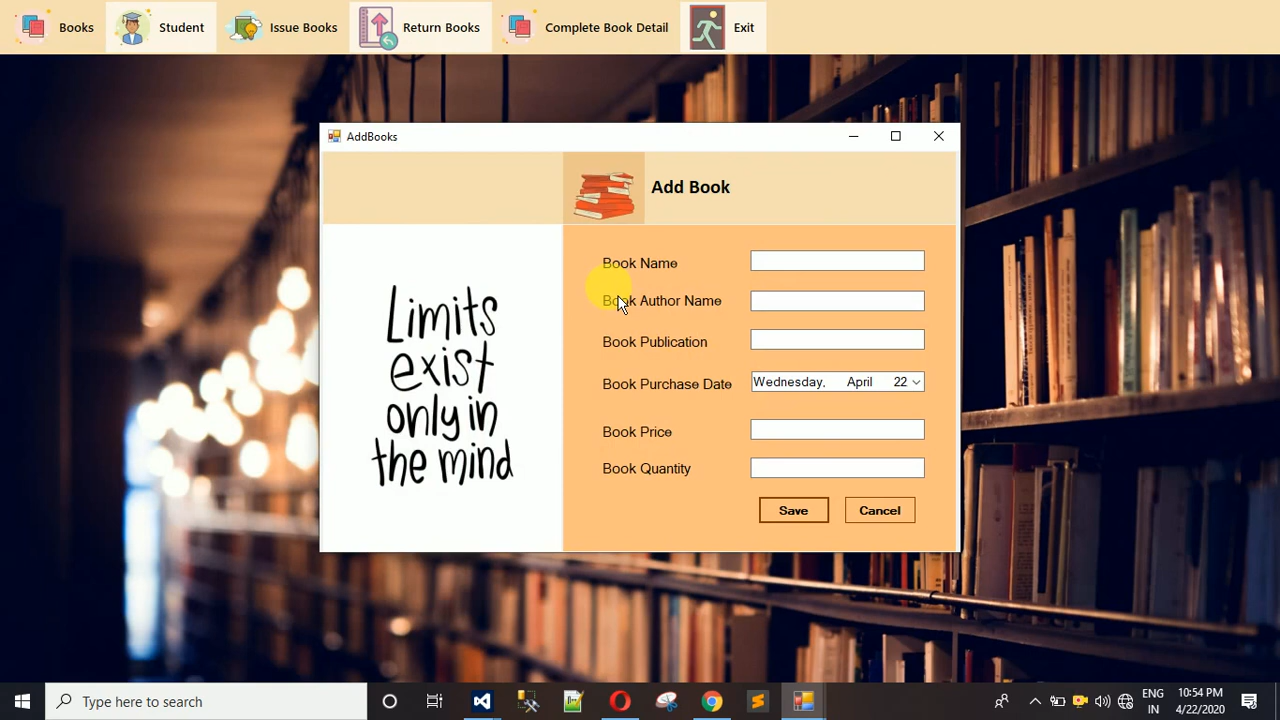 Books
Student
Issue Books
Return Books
Complete Book Detail
Exit
AddBooks
Add Book
Limits
exist
only in
the mind
Book Name
Book Author Name
Book Publication
Book Purchase Date
Wednesday, April 22
Book Price
Book Quantity
Save
Cancel
Type here to search
ENG
IN
10:54 PM
4/22/2020